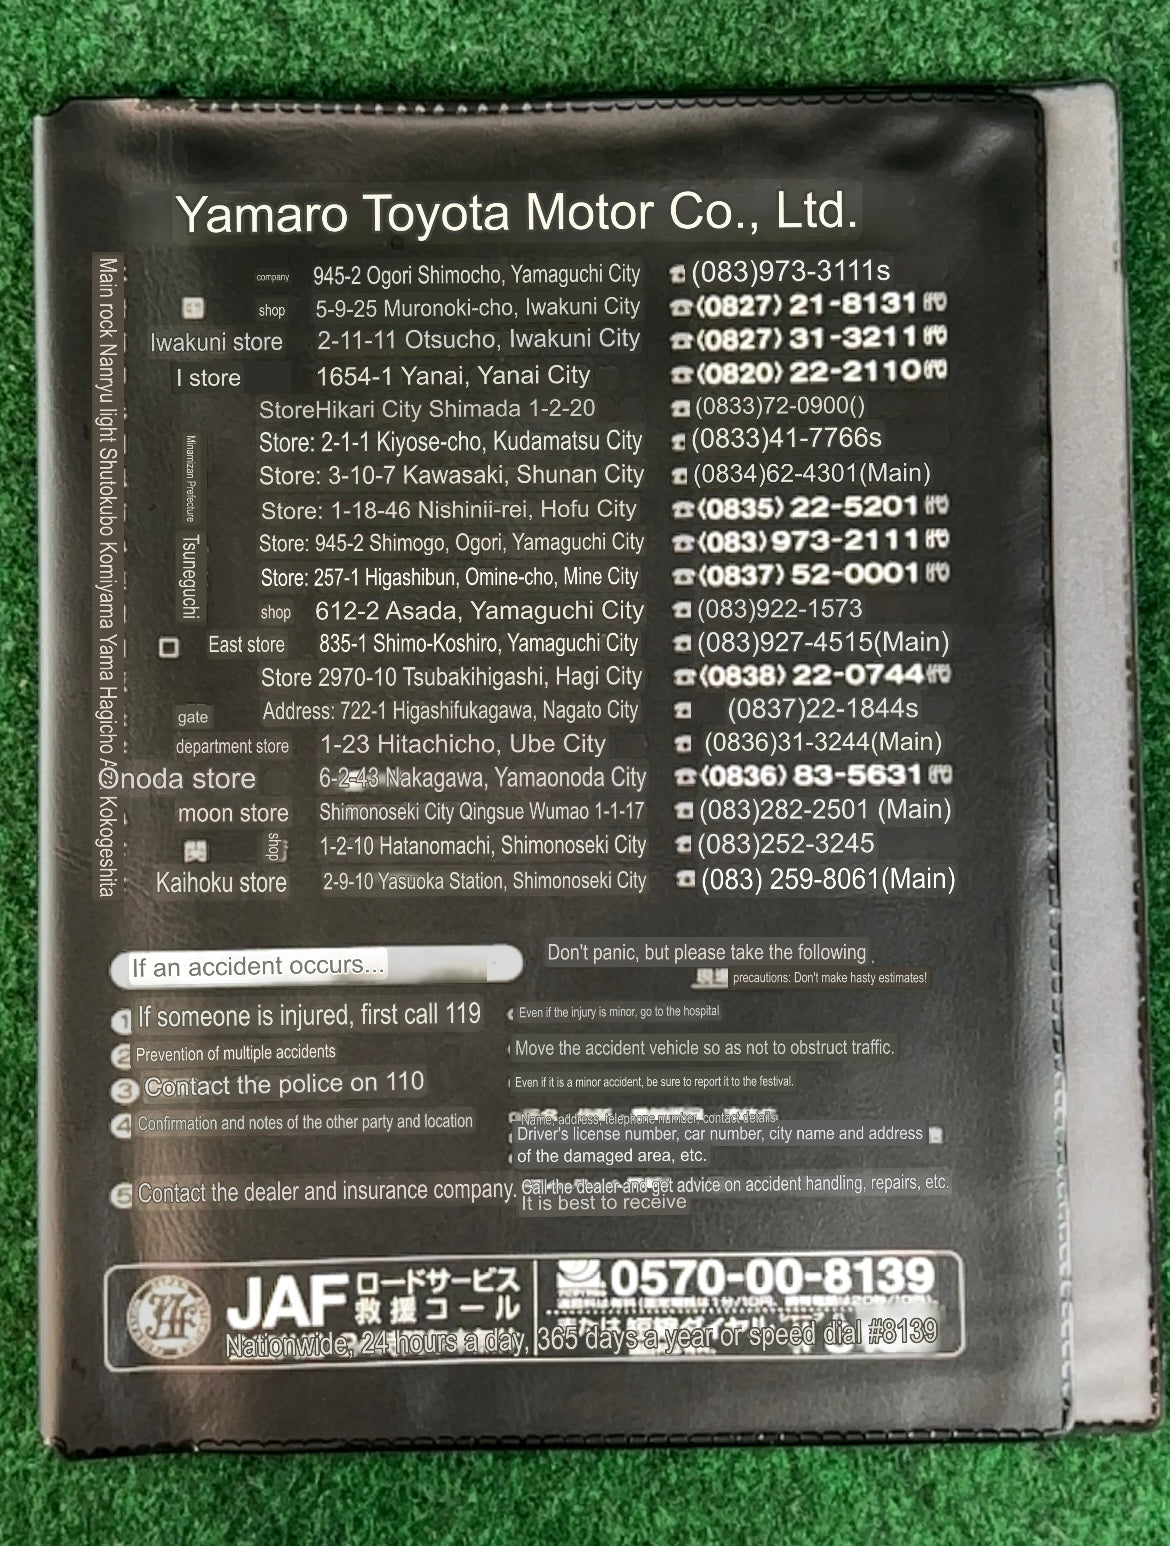 Yamaro Toyota Motor Co., Ltd.
Main rock Nanryu light Shutokubo Komiyama Yama Hagicho Kokogeshita
company 945-2 Ogori Shimocho, Yamaguchi City (083)973-3111s
shop 5-9-25 Muronoki-cho, Iwakuni City ☎(0827) 21-8131㈹
Iwakuni store 2-11-11 Otsucho, Iwakuni City ☎(0827) 31-3211㈹
I store 1654-1 Yanai, Yanai City ☎(0820) 22-2110㈹
StoreHikari City Shimada 1-2-20 (0833)72-0900()
Store: 2-1-1 Kiyose-cho, Kudamatsu City (0833)41-7766s
Minamizan Prefecture
Store: 3-10-7 Kawasaki, Shunan City (0834)62-4301(Main)
Store: 1-18-46 Nishinii-rei, Hofu City ☎(0835) 22-5201㈹
Tsuneguchi
Store: 945-2 Shimogo, Ogori, Yamaguchi City ☎(083) 973-2111㈹
Store: 257-1 Higashibun, Omine-cho, Mine City ☎(0837) 52-0001㈹
shop 612-2 Asada, Yamaguchi City (083)922-1573
East store 835-1 Shimo-Koshiro, Yamaguchi City (083)927-4515(Main)
Store 2970-10 Tsubakihigashi, Hagi City ☎(0838) 22-0744㈹
gate Address: 722-1 Higashifukagawa, Nagato City (0837)22-1844s
department store 1-23 Hitachicho, Ube City (0836)31-3244(Main)
Onoda store 6-2-43 Nakagawa, Yamaonoda City ☎(0836) 83-5631㈹
moon store Shimonoseki City Qingsue Wumao 1-1-17 (083)282-2501 (Main)
関 shop 1-2-10 Hatanomachi, Shimonoseki City (083)252-3245
Kaihoku store 2-9-10 Yasuoka Station, Shimonoseki City (083) 259-8061(Main)
If an accident occurs... Don't panic, but please take the following
precautions: Don't make hasty estimates!
1 If someone is injured, first call 119 Even if the injury is minor, go to the hospital
2 Prevention of multiple accidents Move the accident vehicle so as not to obstruct traffic.
3 Contact the police on 110 Even if it is a minor accident, be sure to report it to the festival.
4 Confirmation and notes of the other party and location Name, address, telephone number, contact details
Driver's license number, car number, city name and address
of the damaged area, etc.
5 Contact the dealer and insurance company. Call the dealer and get advice on accident handling, repairs, etc.
It is best to receive
JAF ロードサービス 0570-00-8139
救援コール
Nationwide, 24 hours a day, 365 days a year or speed dial #8139